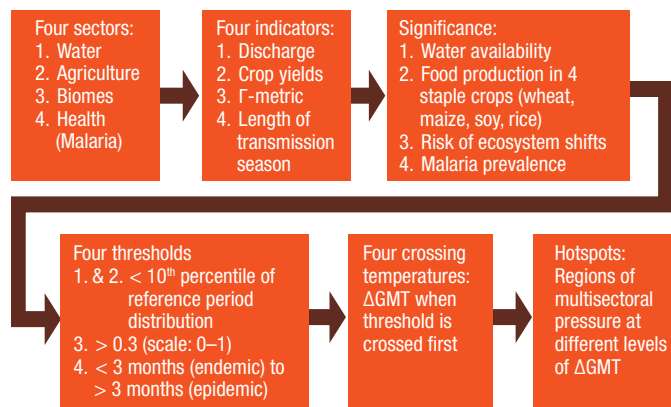 Four sectors:
1. Water
2. Agriculture
3. Biomes
4. Health
(Malaria)
Four indicators:
1. Discharge
2. Crop yields
3. Γ-metric
4. Length of
transmission
season
Significance:
1. Water availability
2. Food production in 4
staple crops (wheat,
maize, soy, rice)
3. Risk of ecosystem shifts
4. Malaria prevalence
Four thresholds
1. & 2. < 10th percentile of
reference period
distribution
3. > 0.3 (scale: 0–1)
4. < 3 months (endemic) to
> 3 months (epidemic)
Four crossing
temperatures:
ΔGMT when
threshold is
crossed first
Hotspots:
Regions of
multisectoral
pressure at
different levels
of ΔGMT